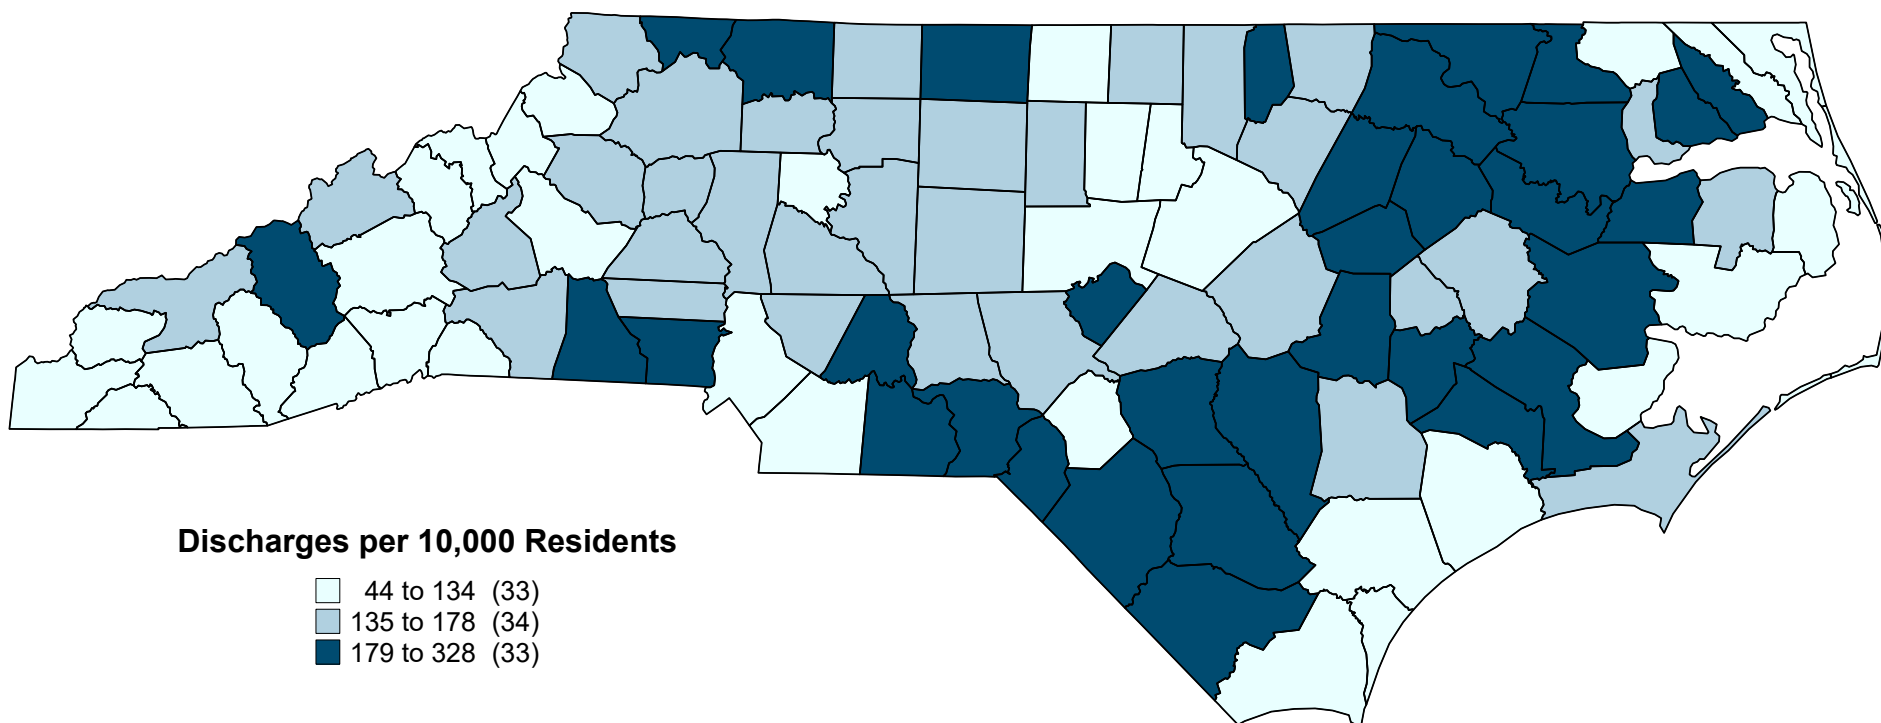 Discharges per 10,000 Residents
44 to 134 (33)
135 to 178 (34)
179 to 328 (33)